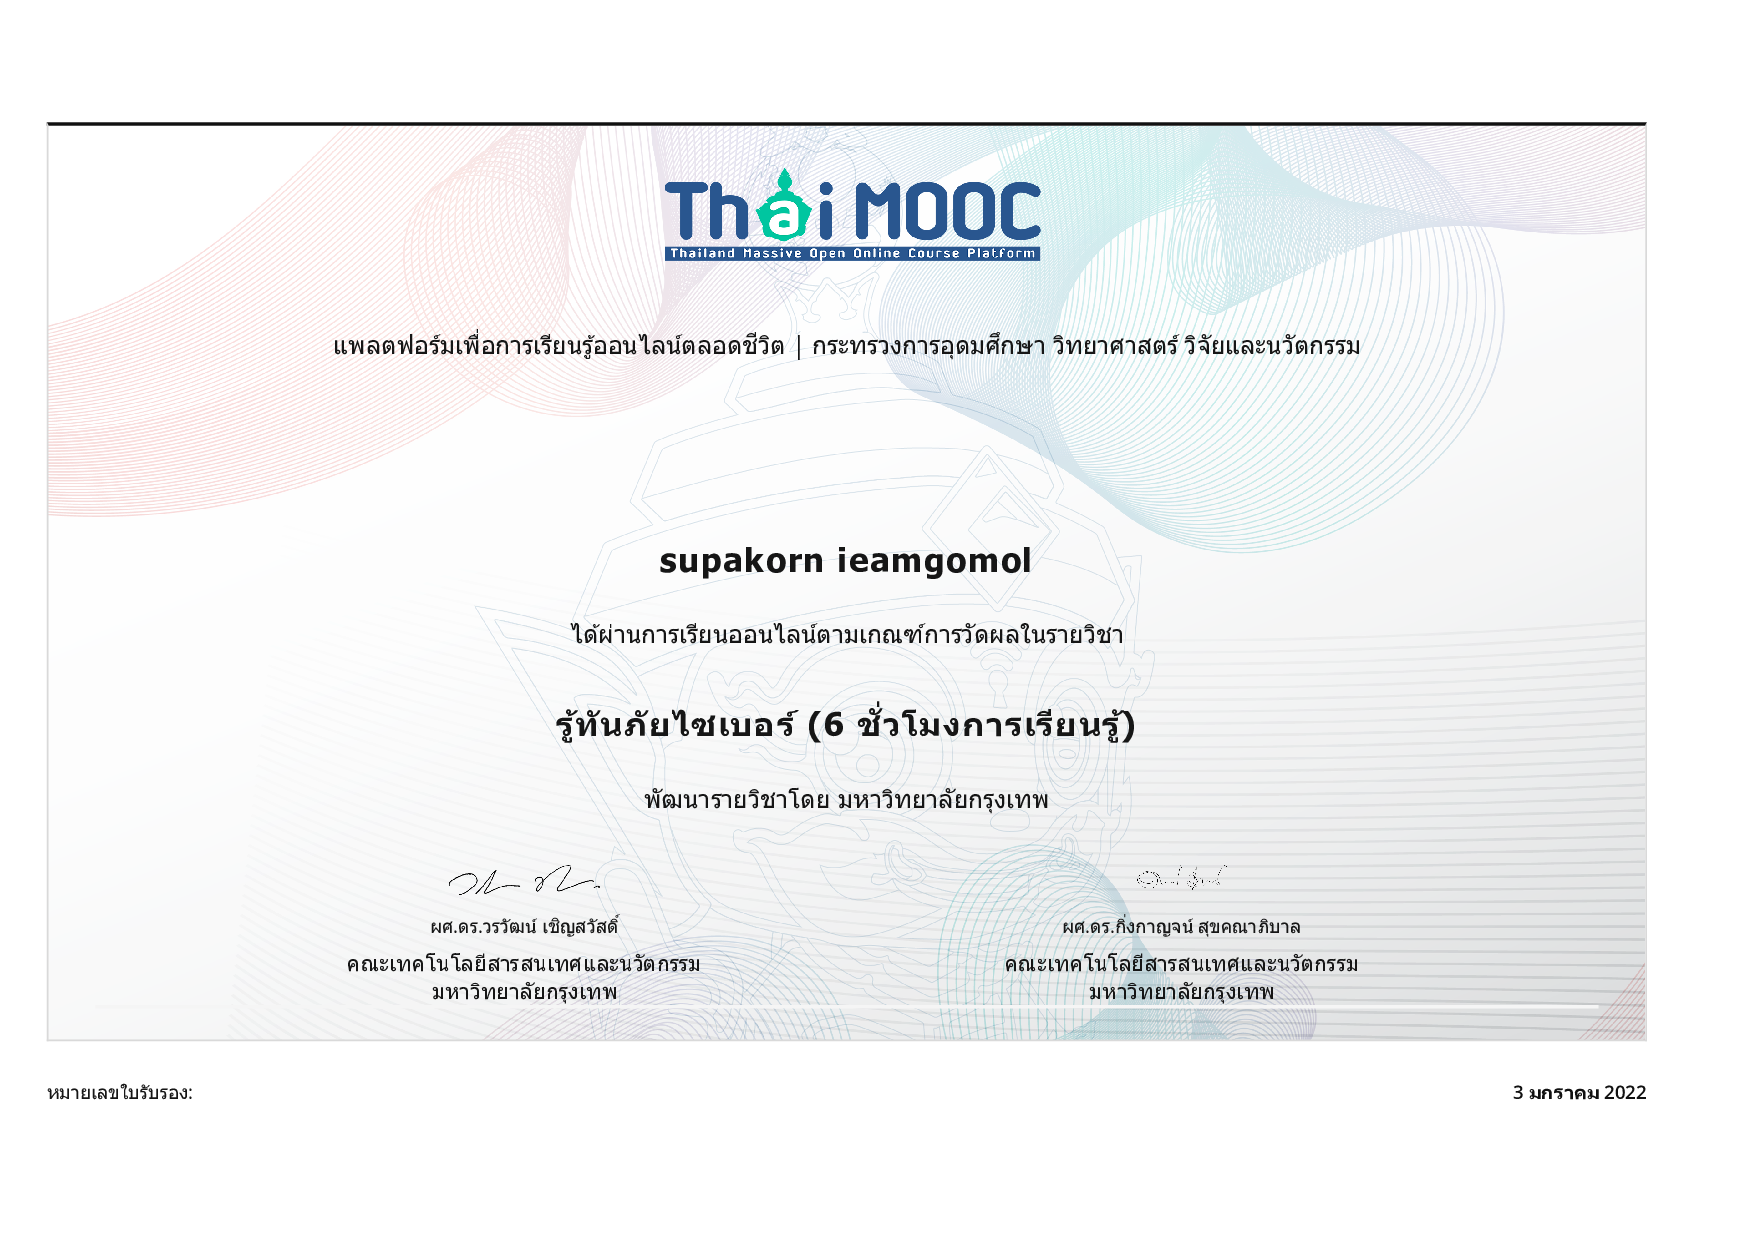 Thai MOOC
Thailand Massive Open Online Course Platform
แพลตฟอร์มเพื่อการเรียนรู้ออนไลน์ตลอดชีวิต | กระทรวงการอุดมศึกษา วิทยาศาสตร์ วิจัยและนวัตกรรม
supakorn ieamgomol
ได้ผ่านการเรียนออนไลน์ตามเกณฑ์การวัดผลในรายวิชา
รู้ทันภัยไซเบอร์ (6 ชั่วโมงการเรียนรู้)
พัฒนารายวิชาโดย มหาวิทยาลัยกรุงเทพ
ผศ.ดร.วรวัฒน์ เชิญสวัสดิ์
คณะเทคโนโลยีสารสนเทศและนวัตกรรม
มหาวิทยาลัยกรุงเทพ
ผศ.ดร.กิ่งกาญจน์ สุขคณาภิบาล
คณะเทคโนโลยีสารสนเทศและนวัตกรรม
มหาวิทยาลัยกรุงเทพ
หมายเลขใบรับรอง:
3 มกราคม 2022